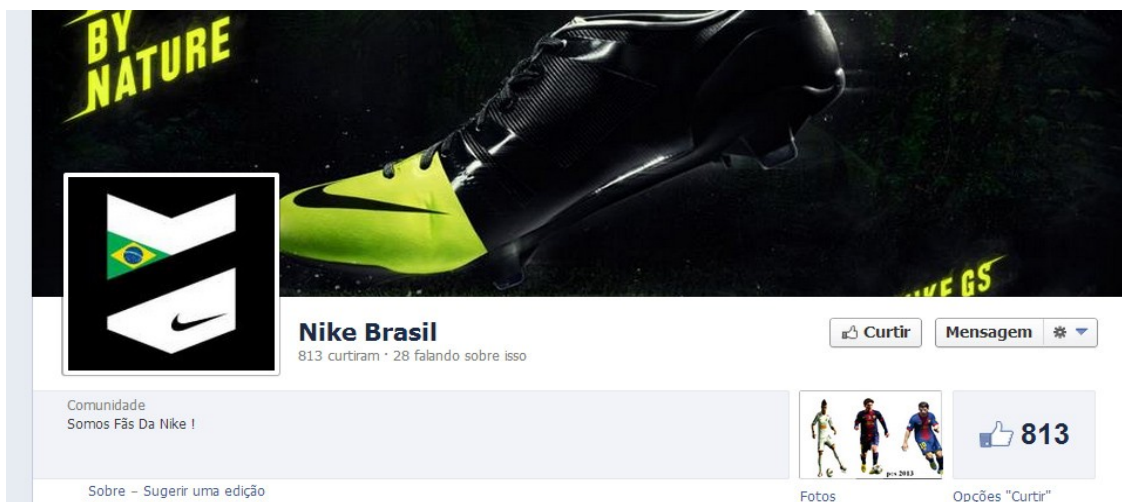 BY
NATURE
NIKE GS
Nike Brasil
813 curtiram · 28 falando sobre isso
Curtir
Mensagem
Comunidade
Somos Fãs Da Nike !
pes 2013
813
Sobre – Sugerir uma edição
Fotos
Opções "Curtir"